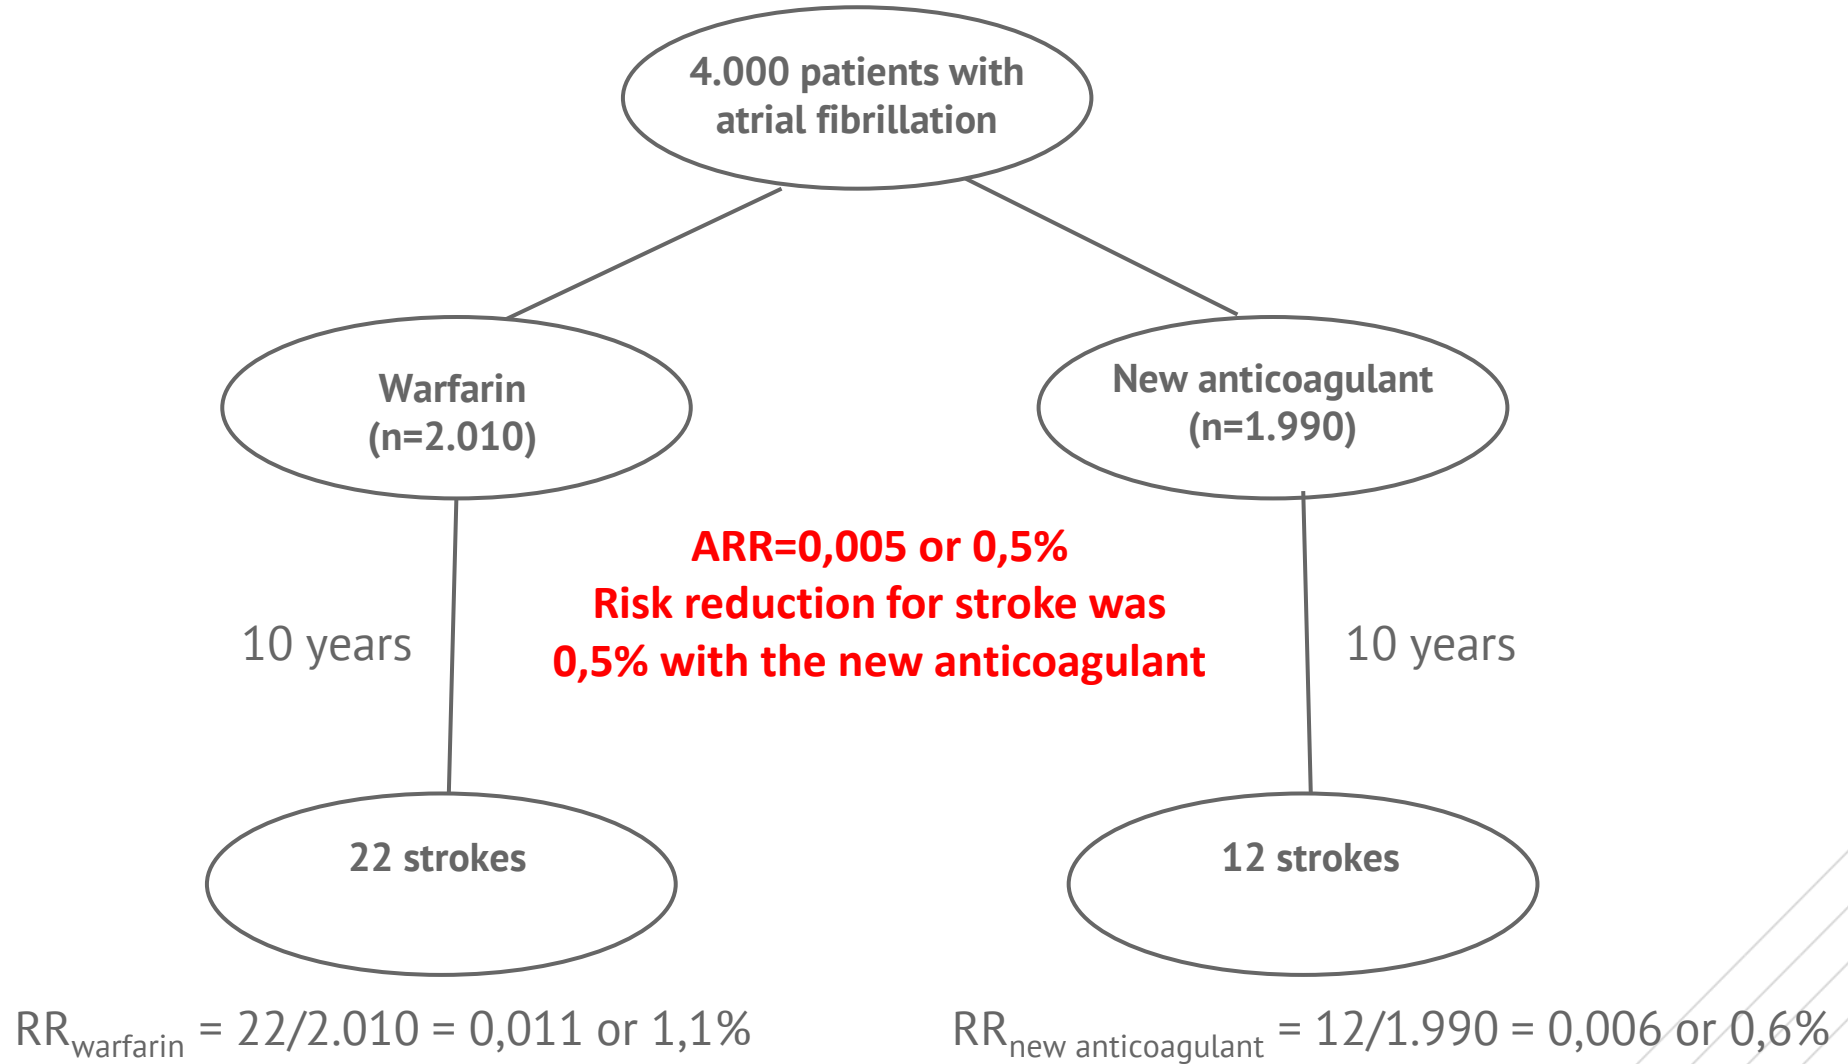 4.000 patients with
atrial fibrillation
Warfarin
(n=2.010)
New anticoagulant
(n=1.990)
ARR=0,005 or 0,5%
Risk reduction for stroke was
0,5% with the new anticoagulant
10 years
10 years
22 strokes
12 strokes
RRwarfarin = 22/2.010 = 0,011 or 1,1%
RRnew anticoagulant = 12/1.990 = 0,006 or 0,6%